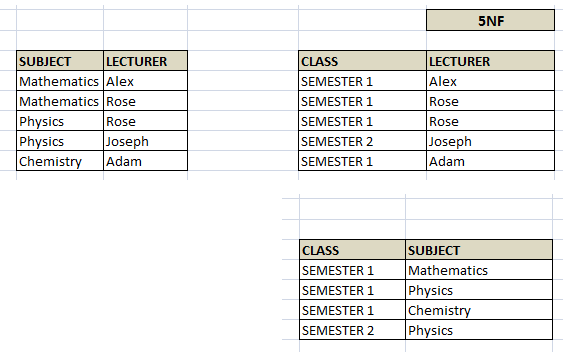 5NF
SUBJECT LECTURER
Mathematics Alex
Mathematics Rose
Physics Rose
Physics Joseph
Chemistry Adam
CLASS LECTURER
SEMESTER 1 Alex
SEMESTER 1 Rose
SEMESTER 1 Rose
SEMESTER 2 Joseph
SEMESTER 1 Adam
CLASS SUBJECT
SEMESTER 1 Mathematics
SEMESTER 1 Physics
SEMESTER 1 Chemistry
SEMESTER 2 Physics